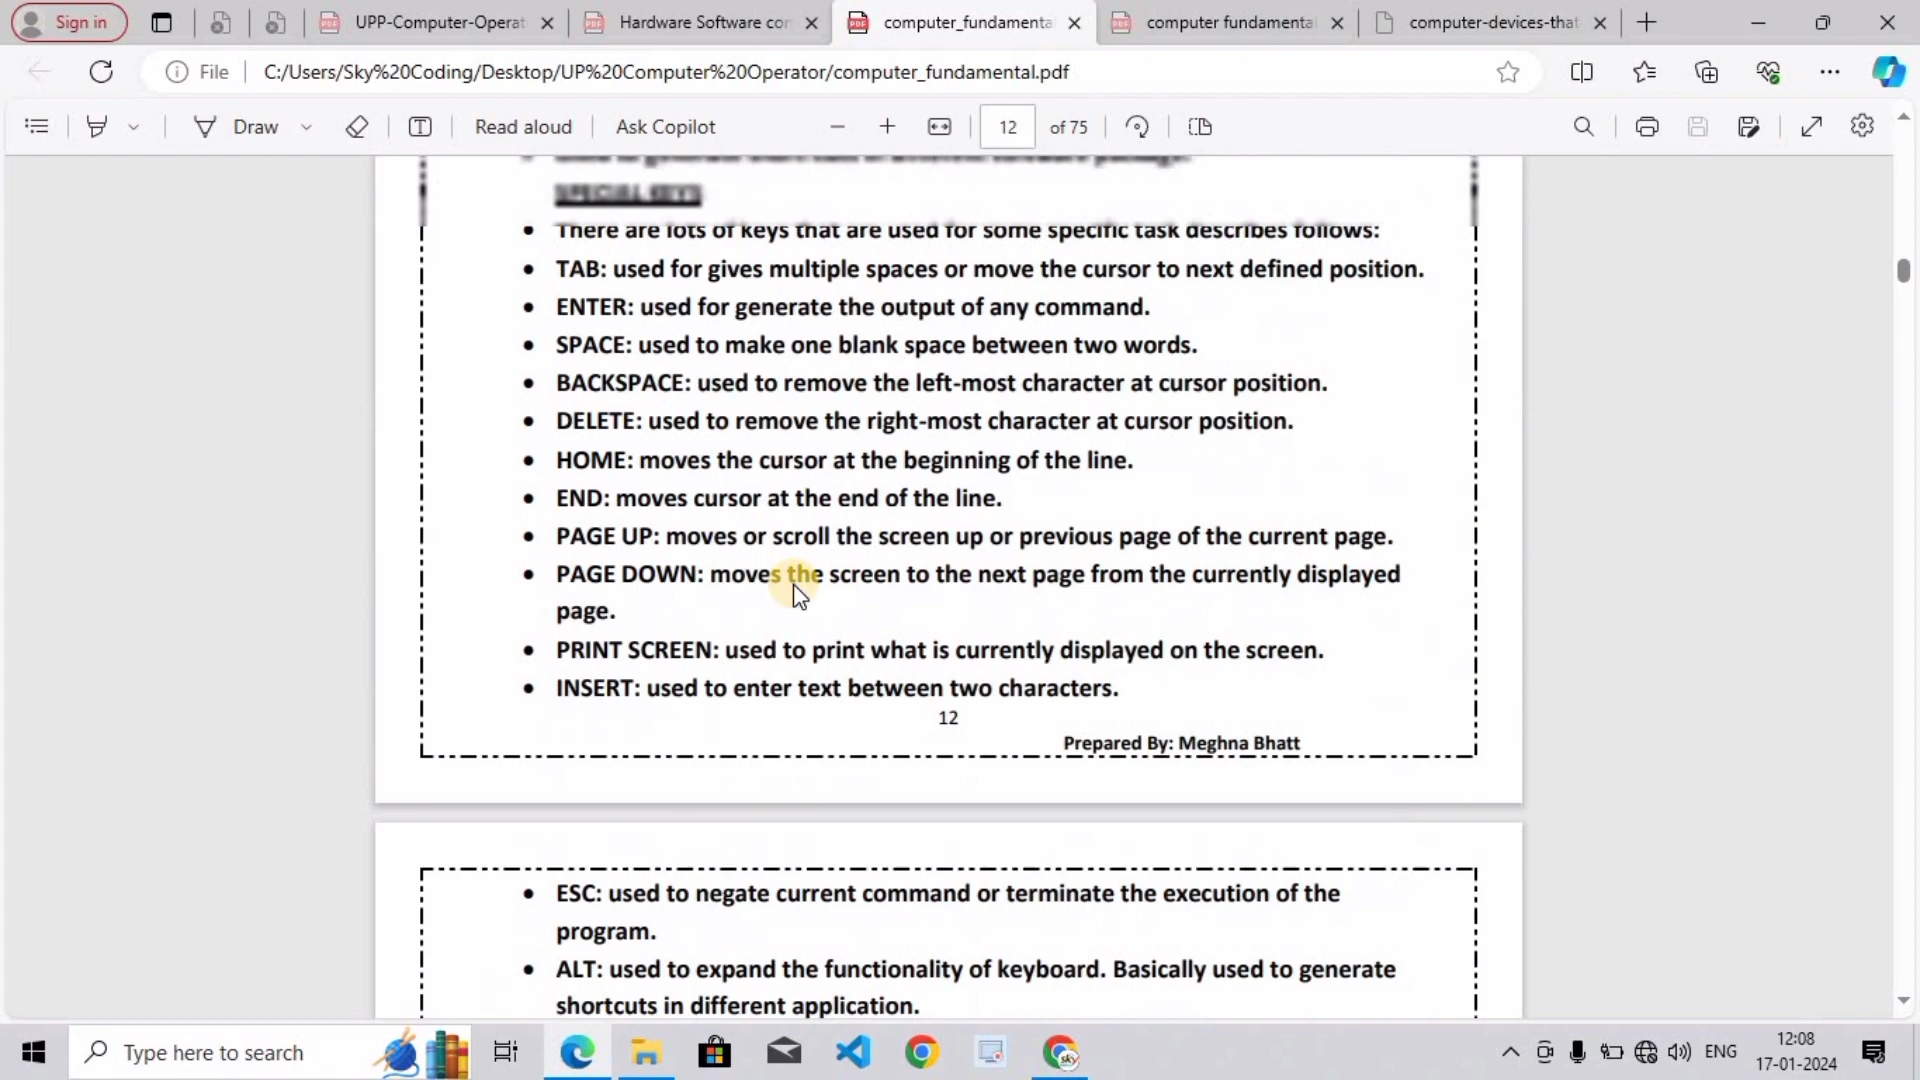 Sign in
UPP-Computer-Operat
Hardware Software con
computer_fundamenta
computer fundamental
computer-devices-that
File
C:/Users/Sky%20Coding/Desktop/UP%20Computer%20Operator/computer_fundamental.pdf
Draw
Read aloud
Ask Copilot
12
of 75
SPECIAL KEYS
• There are lots of keys that are used for some specific task describes follows:
• TAB: used for gives multiple spaces or move the cursor to next defined position.
• ENTER: used for generate the output of any command.
• SPACE: used to make one blank space between two words.
• BACKSPACE: used to remove the left-most character at cursor position.
• DELETE: used to remove the right-most character at cursor position.
• HOME: moves the cursor at the beginning of the line.
• END: moves cursor at the end of the line.
• PAGE UP: moves or scroll the screen up or previous page of the current page.
• PAGE DOWN: moves the screen to the next page from the currently displayed
page.
• PRINT SCREEN: used to print what is currently displayed on the screen.
• INSERT: used to enter text between two characters.
12
Prepared By: Meghna Bhatt
• ESC: used to negate current command or terminate the execution of the
program.
• ALT: used to expand the functionality of keyboard. Basically used to generate
shortcuts in different application.
Type here to search
ENG
12:08
17-01-2024